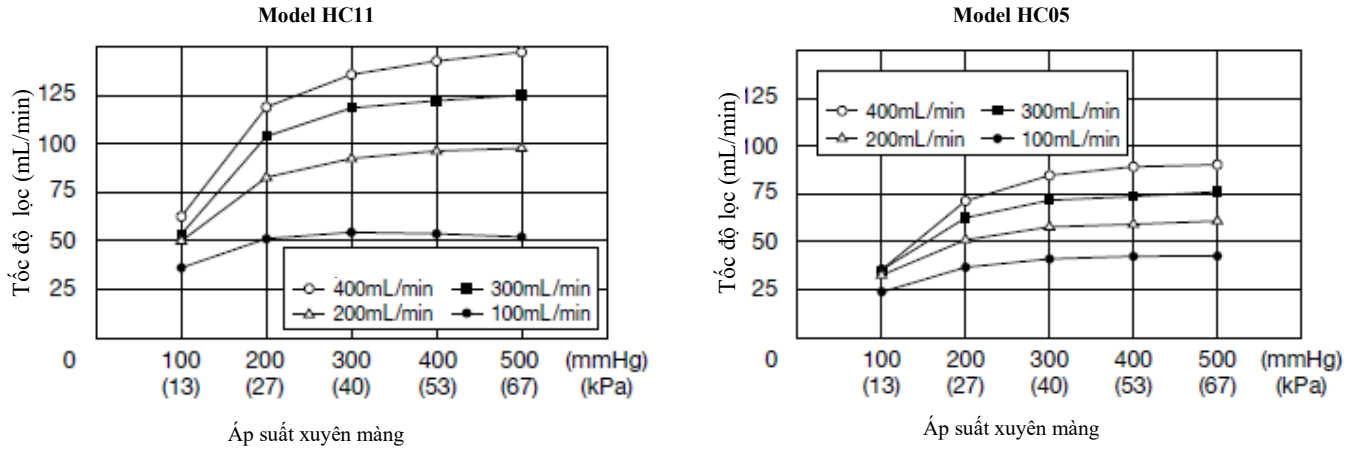 Model HC11
Tốc độ lọc (mL/min)
125
100
75
50
25
0
400mL/min 300mL/min
200mL/min 100mL/min
100 200 300 400 500 (mmHg)
(13) (27) (40) (53) (67) (kPa)
Áp suất xuyên màng
Model HC05
Tốc độ lọc (mL/min)
125
100
75
50
25
0
400mL/min 300mL/min
200mL/min 100mL/min
100 200 300 400 500 (mmHg)
(13) (27) (40) (53) (67) (kPa)
Áp suất xuyên màng